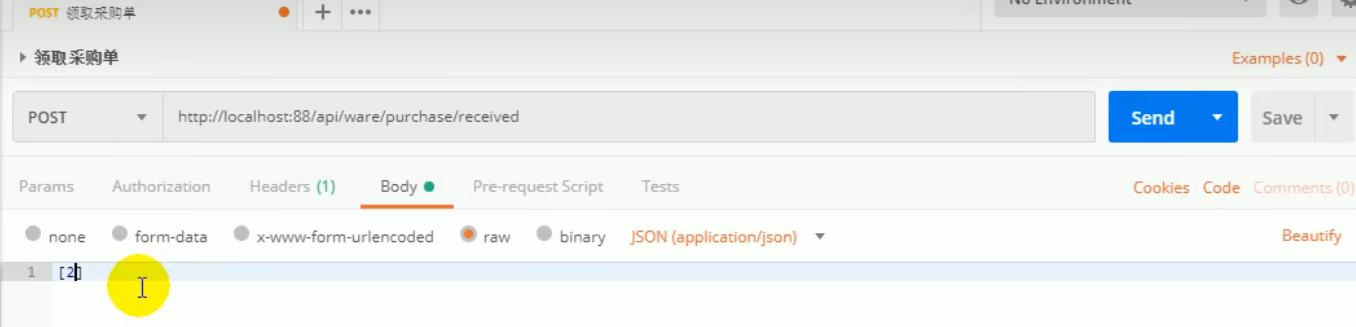 POST 领取采购单
No Environment
领取采购单
Examples (0)
POST
http://localhost:88/api/ware/purchase/received
Send
Save
Params
Authorization
Headers (1)
Body
Pre-request Script
Tests
Cookies
Code
Comments (0)
none
form-data
x-www-form-urlencoded
raw
binary
JSON (application/json)
Beautify
1
[2]